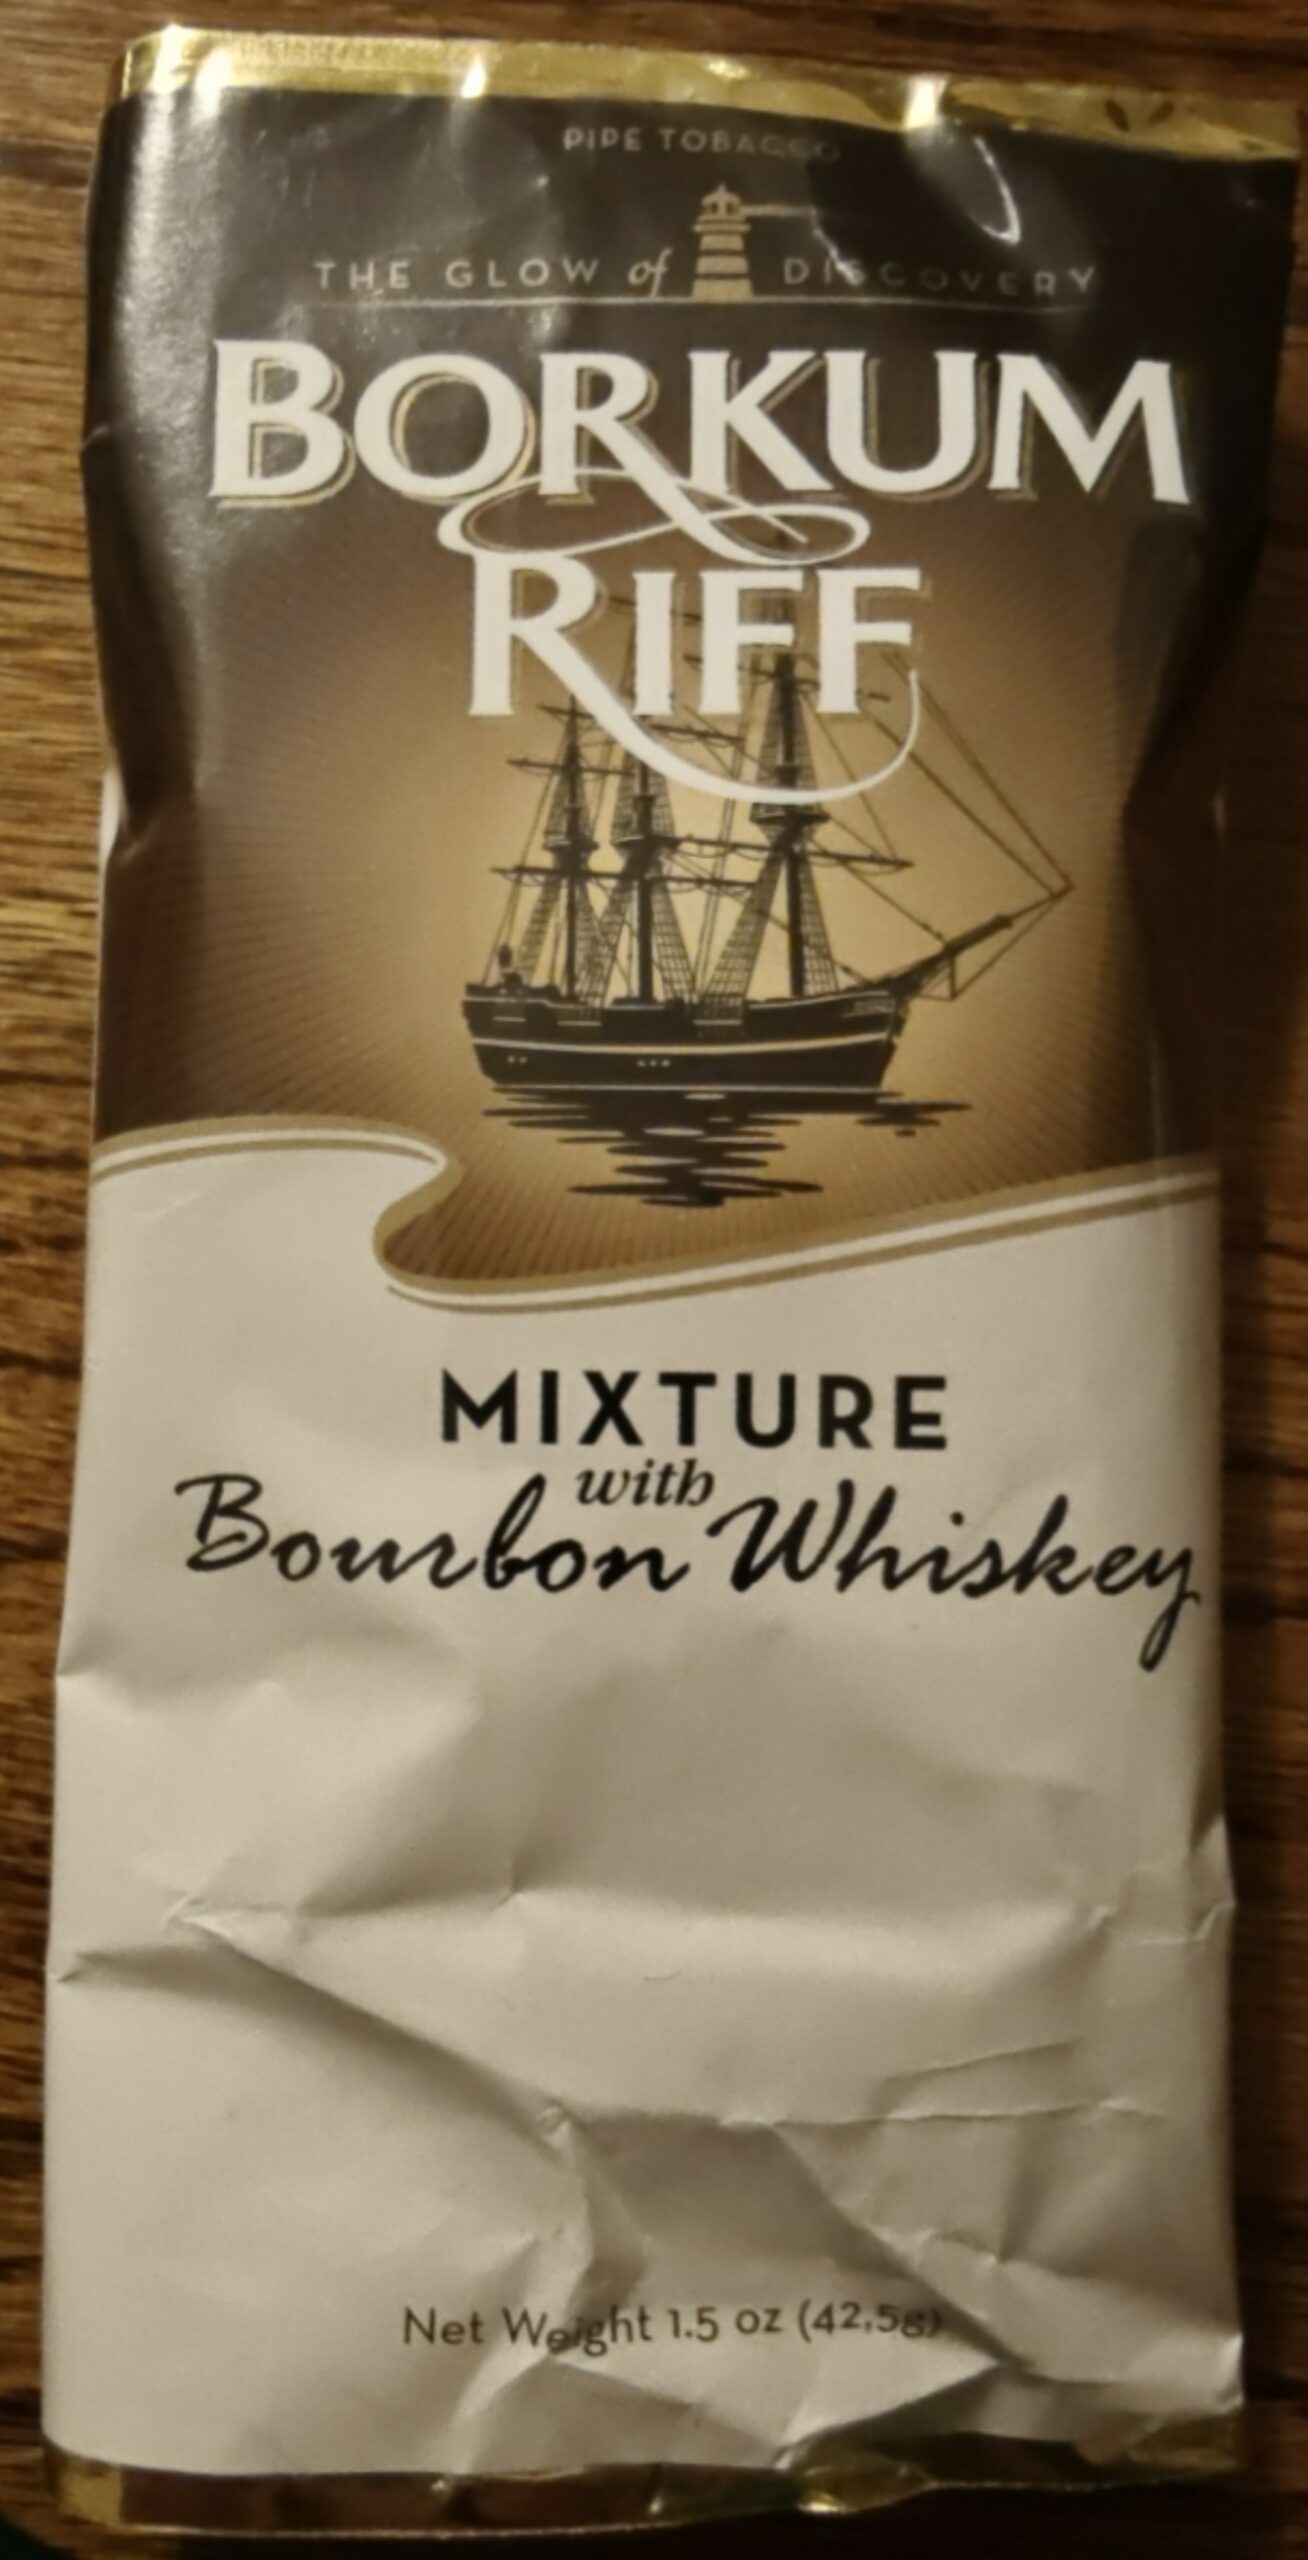 PIPE TOBACCO
THE GLOW of DISCOVERY
BORKUM
RIFF
MIXTURE
with
Bourbon Whiskey
Net Weight 1.5 oz (42,5g)